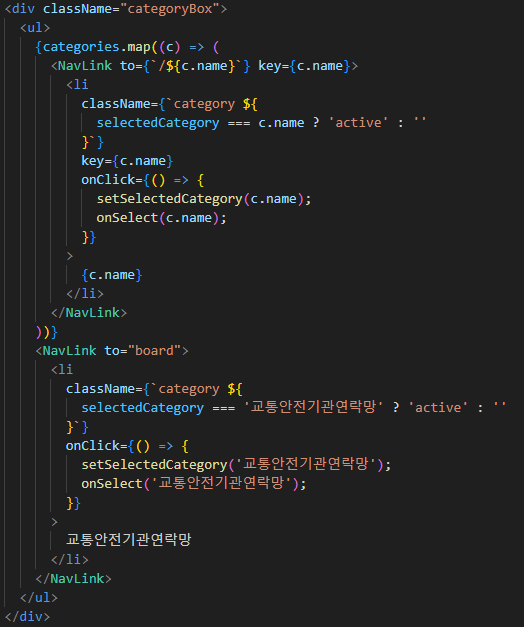 <div className="categoryBox">
  <ul>
    {categories.map((c) => (
      <NavLink to={`/${c.name}`} key={c.name}>
        <li
          className={`category ${
            selectedCategory === c.name ? 'active' : ''
          }`}
          key={c.name}
          onClick={() => {
            setSelectedCategory(c.name);
            onSelect(c.name);
          }}
        >
          {c.name}
        </li>
      </NavLink>
    ))}
    <NavLink to="board">
      <li
        className={`category ${
          selectedCategory === '교통안전기관연락망' ? 'active' : ''
        }`}
        onClick={() => {
          setSelectedCategory('교통안전기관연락망');
          onSelect('교통안전기관연락망');
        }}
      >
        교통안전기관연락망
      </li>
    </NavLink>
  </ul>
</div>